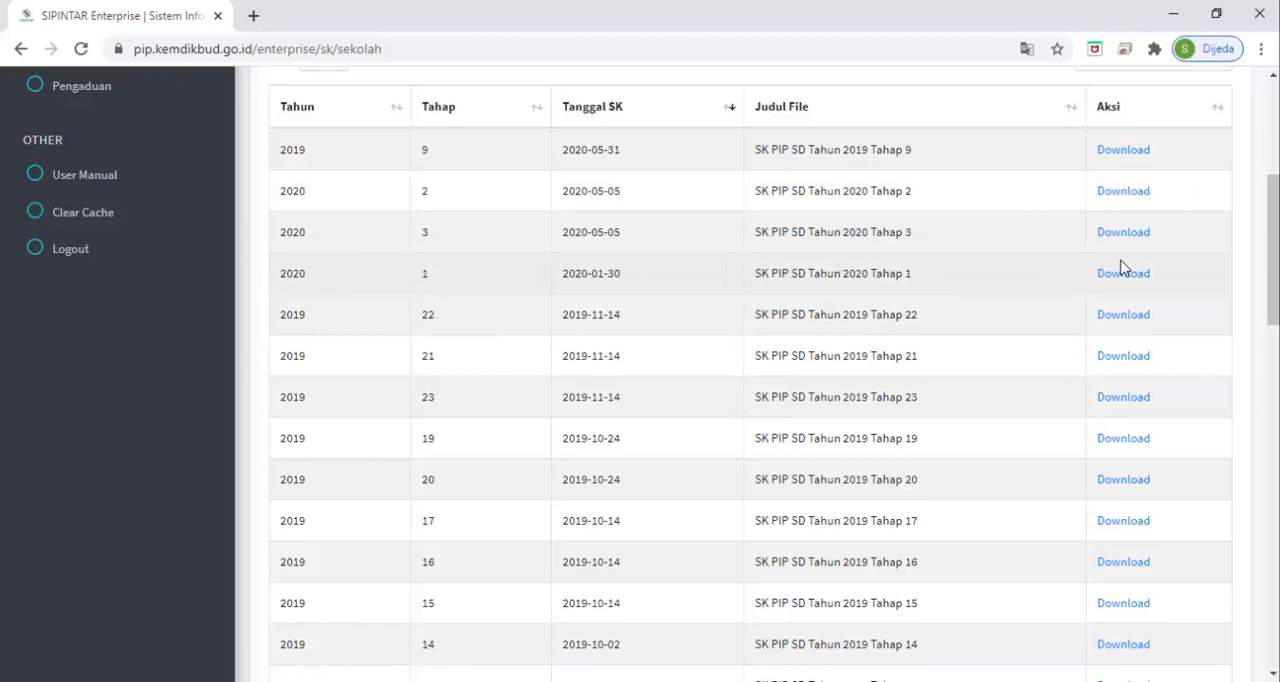 SIPINTAR Enterprise | Sistem Info
pip.kemdikbud.go.id/enterprise/sk/sekolah
S Dijeda
Pengaduan
OTHER
User Manual
Clear Cache
Logout
Tahun Tahap Tanggal SK Judul File Aksi
2019 9 2020-05-31 SK PIP SD Tahun 2019 Tahap 9 Download
2020 2 2020-05-05 SK PIP SD Tahun 2020 Tahap 2 Download
2020 3 2020-05-05 SK PIP SD Tahun 2020 Tahap 3 Download
2020 1 2020-01-30 SK PIP SD Tahun 2020 Tahap 1 Download
2019 22 2019-11-14 SK PIP SD Tahun 2019 Tahap 22 Download
2019 21 2019-11-14 SK PIP SD Tahun 2019 Tahap 21 Download
2019 23 2019-11-14 SK PIP SD Tahun 2019 Tahap 23 Download
2019 19 2019-10-24 SK PIP SD Tahun 2019 Tahap 19 Download
2019 20 2019-10-24 SK PIP SD Tahun 2019 Tahap 20 Download
2019 17 2019-10-14 SK PIP SD Tahun 2019 Tahap 17 Download
2019 16 2019-10-14 SK PIP SD Tahun 2019 Tahap 16 Download
2019 15 2019-10-14 SK PIP SD Tahun 2019 Tahap 15 Download
2019 14 2019-10-02 SK PIP SD Tahun 2019 Tahap 14 Download